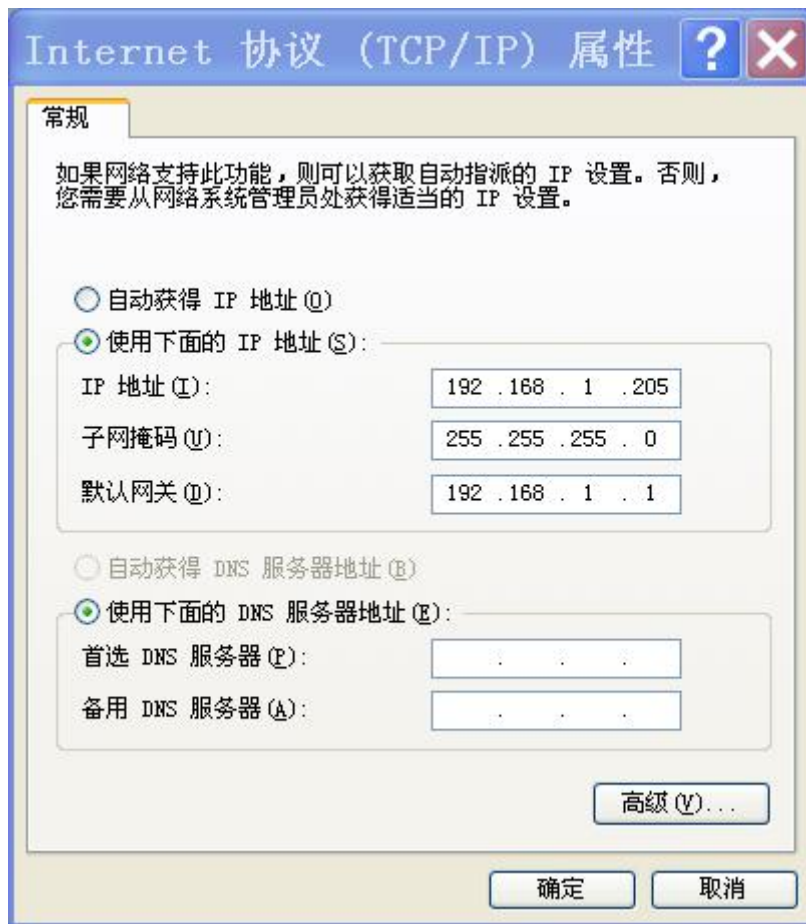 Internet 协议 (TCP/IP) 属性
常规
如果网络支持此功能，则可以获取自动指派的 IP 设置。否则，
您需要从网络系统管理员处获得适当的 IP 设置。
自动获得 IP 地址(O)
使用下面的 IP 地址(S):
IP 地址(I): 192 .168 . 1 .205
子网掩码(U): 255 .255 .255 . 0
默认网关(D): 192 .168 . 1 . 1
自动获得 DNS 服务器地址(B)
使用下面的 DNS 服务器地址(E):
首选 DNS 服务器(P): . . .
备用 DNS 服务器(A): . . .
高级(V)...
确定 取消